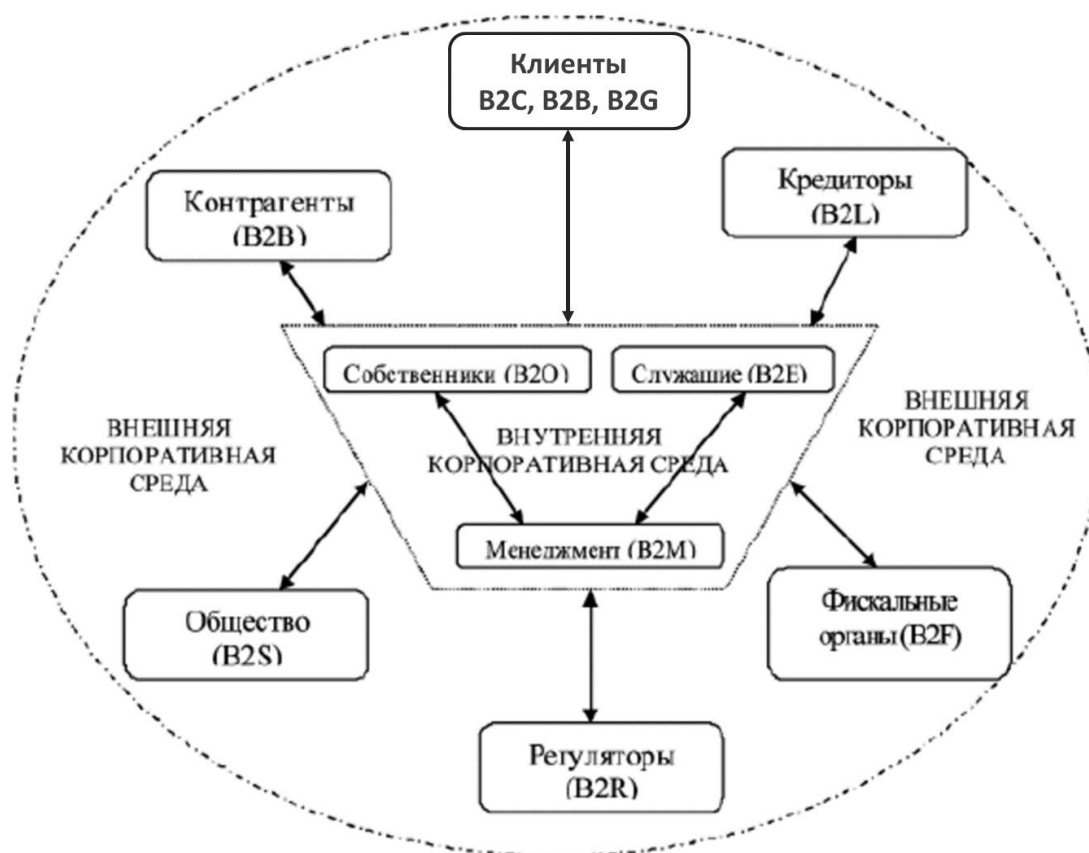 Клиенты
B2C, B2B, B2G
Контрагенты
(B2B)
Кредиторы
(B2L)
Собственники (B2O)
Служашие (B2E)
ВНЕШНЯЯ
КОРПОРАТИВНАЯ
СРЕДА
ВНУТРЕННЯЯ
КОРПОРАТИВНАЯ СРЕДА
ВНЕШНЯЯ
КОРПОРАТИВНАЯ
СРЕДА
Менеджмент (B2M)
Общество
(B2S)
Фискальные
органы (B2F)
Регуляторы
(B2R)